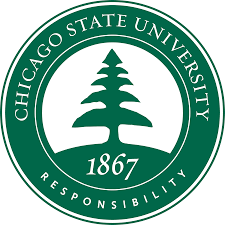 CHICAGO STATE UNIVERSITY
1867
RESPONSIBILITY